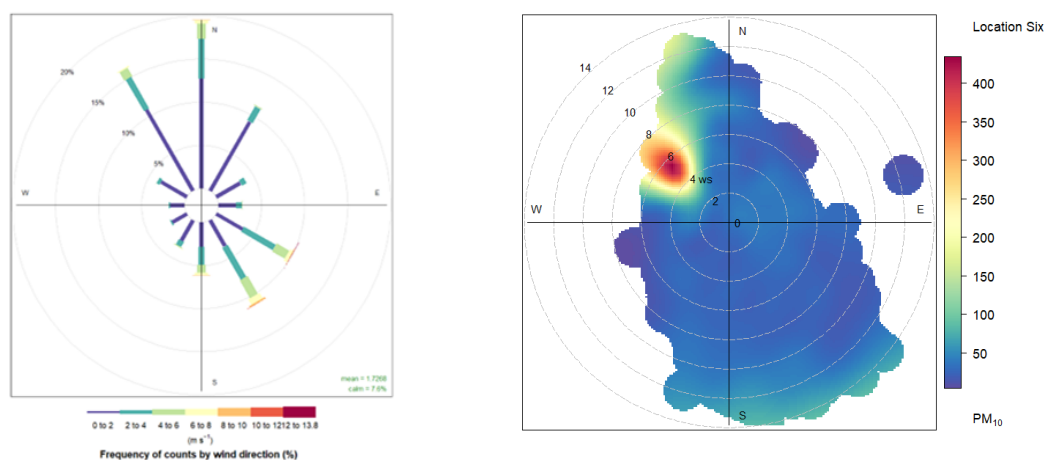 N
20%
15%
10%
5%
W
E
S
mean = 1.7268
calm = 7.6%
0 to 2 2 to 4 4 to 6 6 to 8 8 to 10 10 to 12 12 to 13.8
(m s⁻¹)
Frequency of counts by wind direction (%)
N
14
12
10
8
6
4 ws
2
0
W
E
S
Location Six
400
350
300
250
200
150
100
50
PM₁₀